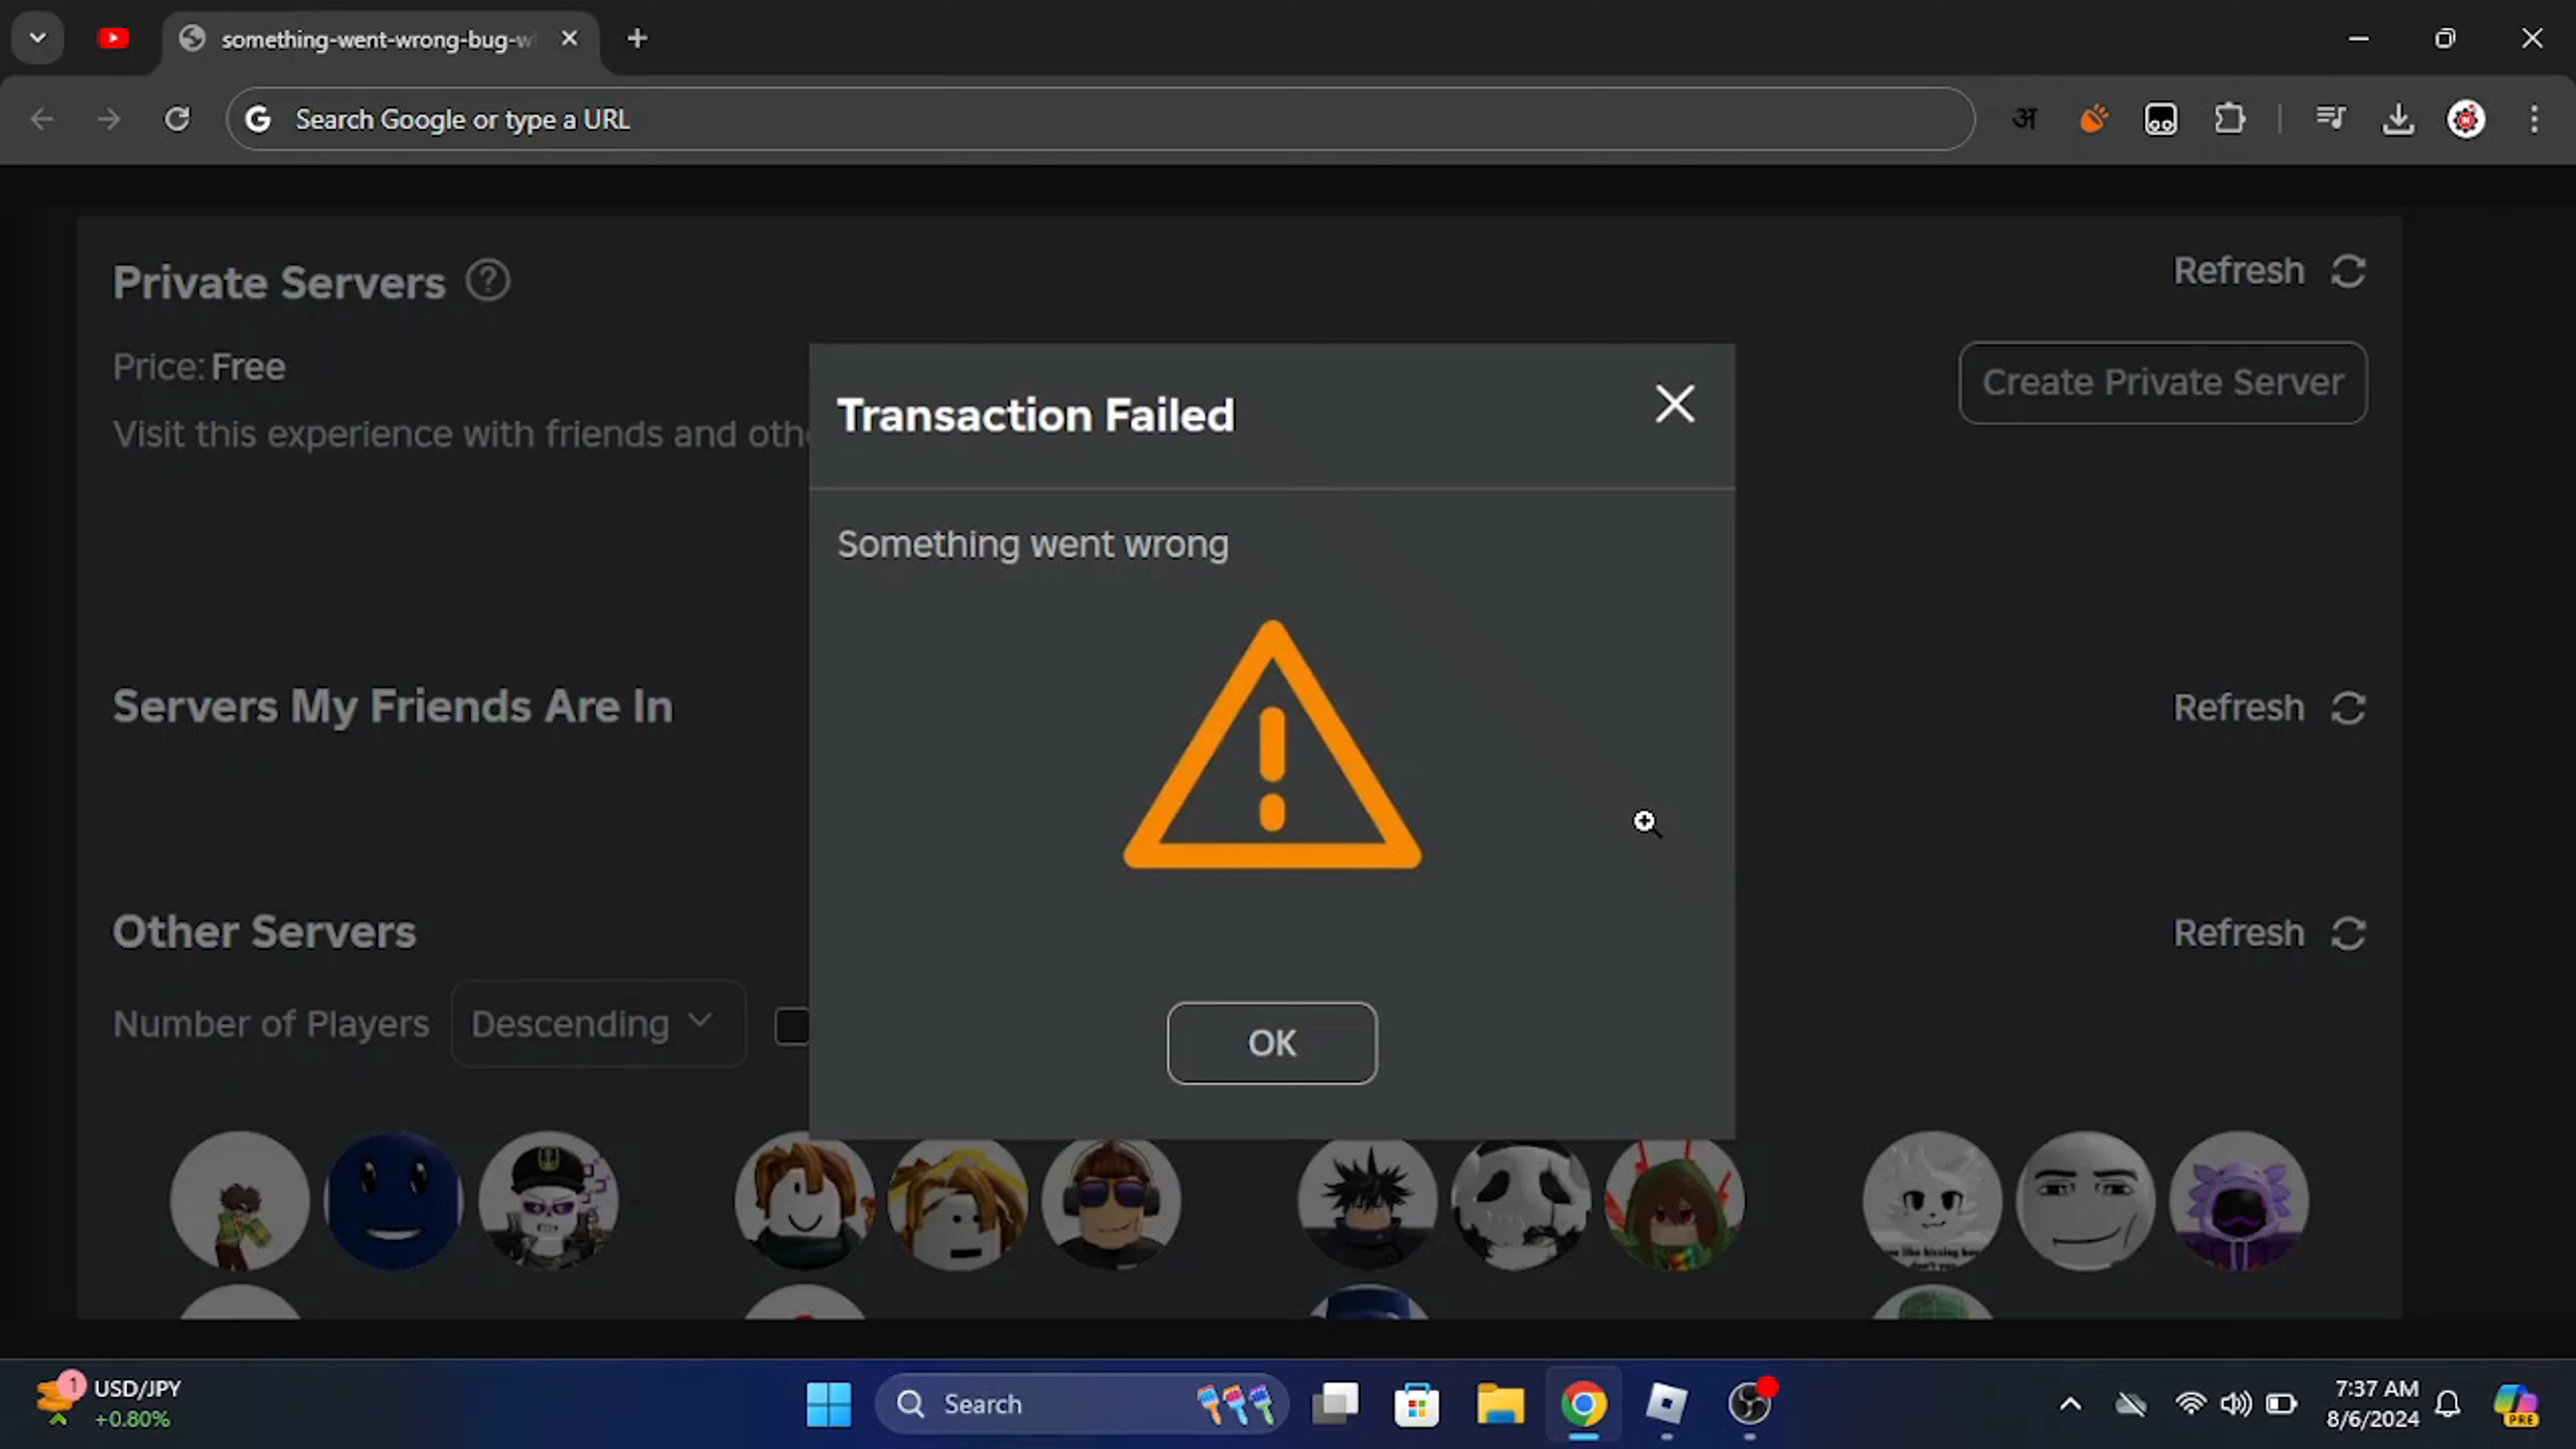 something-went-wrong-bug-w
Search Google or type a URL
अ
Private Servers
Refresh
Price: Free
Create Private Server
Visit this experience with friends and oth
Transaction Failed
Something went wrong
Servers My Friends Are In
Refresh
Other Servers
Refresh
Number of Players
Descending
OK
1
USD/JPY
+0.80%
Search
7:37 AM
8/6/2024
PRE